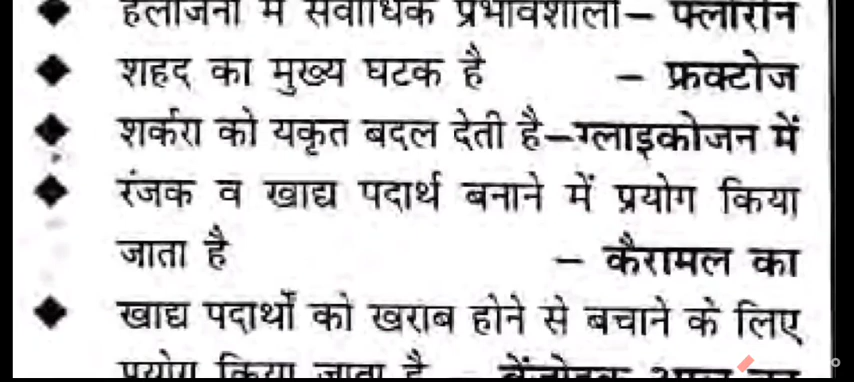 हैलोजनों में सर्वाधिक प्रभावशाली– फ्लोरीन
शहद का मुख्य घटक है – फ्रक्टोज
शर्करा को यकृत बदल देती है–ग्लाइकोजन में
रंजक व खाद्य पदार्थ बनाने में प्रयोग किया
जाता है – कैरामल का
खाद्य पदार्थों को खराब होने से बचाने के लिए
प्रयोग किया जाता है